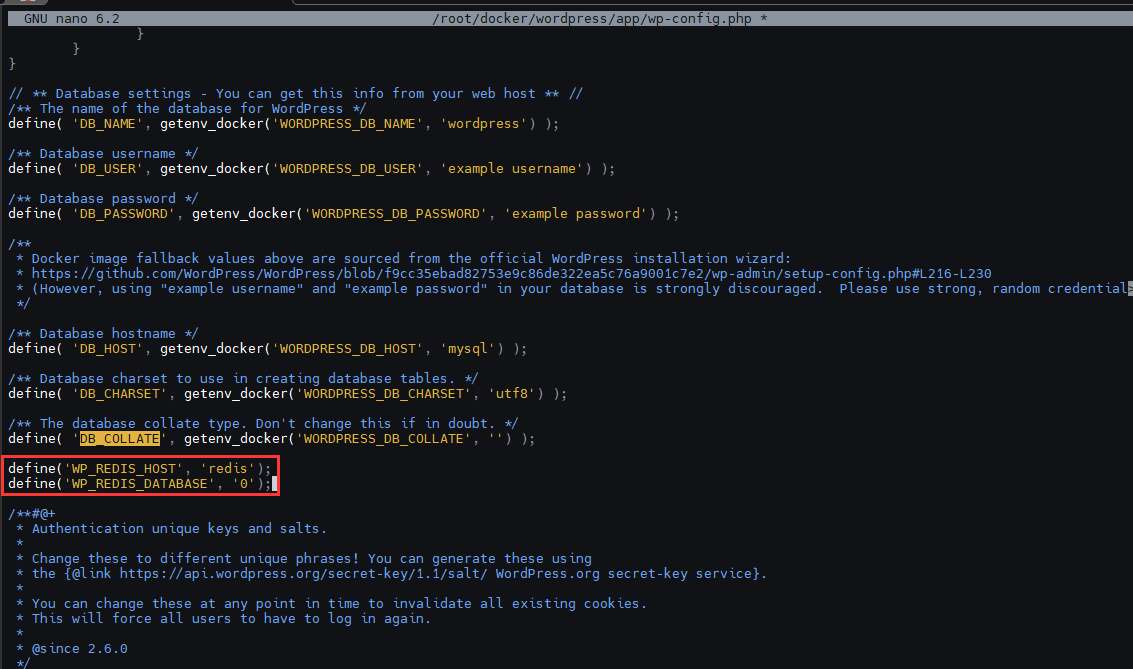 GNU nano 6.2 /root/docker/wordpress/app/wp-config.php *
}
}
}
// ** Database settings - You can get this info from your web host ** //
/** The name of the database for WordPress */
define( 'DB_NAME', getenv_docker('WORDPRESS_DB_NAME', 'wordpress') );
/** Database username */
define( 'DB_USER', getenv_docker('WORDPRESS_DB_USER', 'example username') );
/** Database password */
define( 'DB_PASSWORD', getenv_docker('WORDPRESS_DB_PASSWORD', 'example password') );
/**
* Docker image fallback values above are sourced from the official WordPress installation wizard:
* https://github.com/WordPress/WordPress/blob/f9cc35ebad82753e9c86de322ea5c76a9001c7e2/wp-admin/setup-config.php#L216-L230
* (However, using "example username" and "example password" in your database is strongly discouraged.  Please use strong, random credential>
*/
/** Database hostname */
define( 'DB_HOST', getenv_docker('WORDPRESS_DB_HOST', 'mysql') );
/** Database charset to use in creating database tables. */
define( 'DB_CHARSET', getenv_docker('WORDPRESS_DB_CHARSET', 'utf8') );
/** The database collate type. Don't change this if in doubt. */
define( 'DB_COLLATE', getenv_docker('WORDPRESS_DB_COLLATE', '') );
define('WP_REDIS_HOST', 'redis');
define('WP_REDIS_DATABASE', '0');
/**#@+
* Authentication unique keys and salts.
*
* Change these to different unique phrases! You can generate these using
* the {@link https://api.wordpress.org/secret-key/1.1/salt/ WordPress.org secret-key service}.
*
* You can change these at any point in time to invalidate all existing cookies.
* This will force all users to have to log in again.
*
* @since 2.6.0
*/